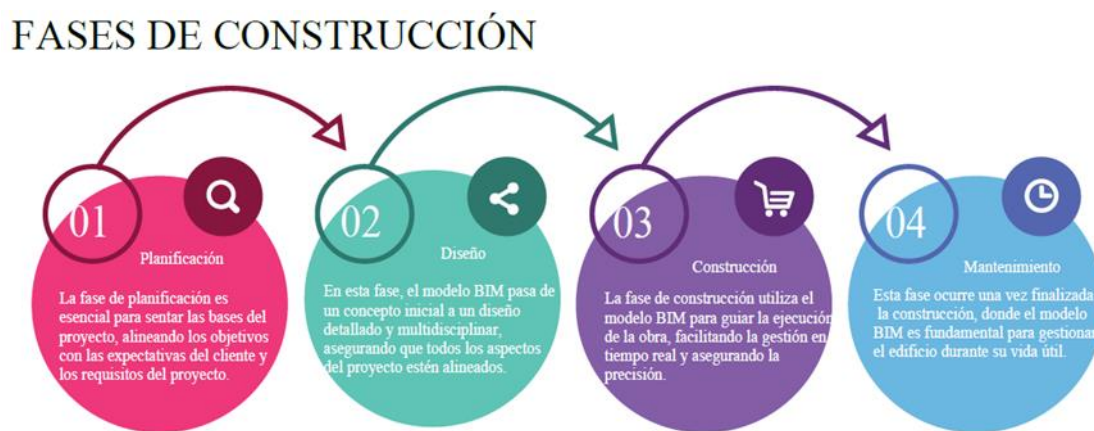 FASES DE CONSTRUCCIÓN
01
Planificación
La fase de planificación es
esencial para sentar las bases del
proyecto, alineando los objetivos
con las expectativas del cliente y
los requisitos del proyecto.
02
Diseño
En esta fase, el modelo BIM pasa de
un concepto inicial a un diseño
detallado y multidisciplinar,
asegurando que todos los aspectos
del proyecto estén alineados.
03
Construcción
La fase de construcción utiliza el
modelo BIM para guiar la ejecución
de la obra, facilitando la gestión en
tiempo real y asegurando la
precisión.
04
Mantenimiento
Esta fase ocurre una vez finalizada
la construcción, donde el modelo
BIM es fundamental para gestionar
el edificio durante su vida útil.